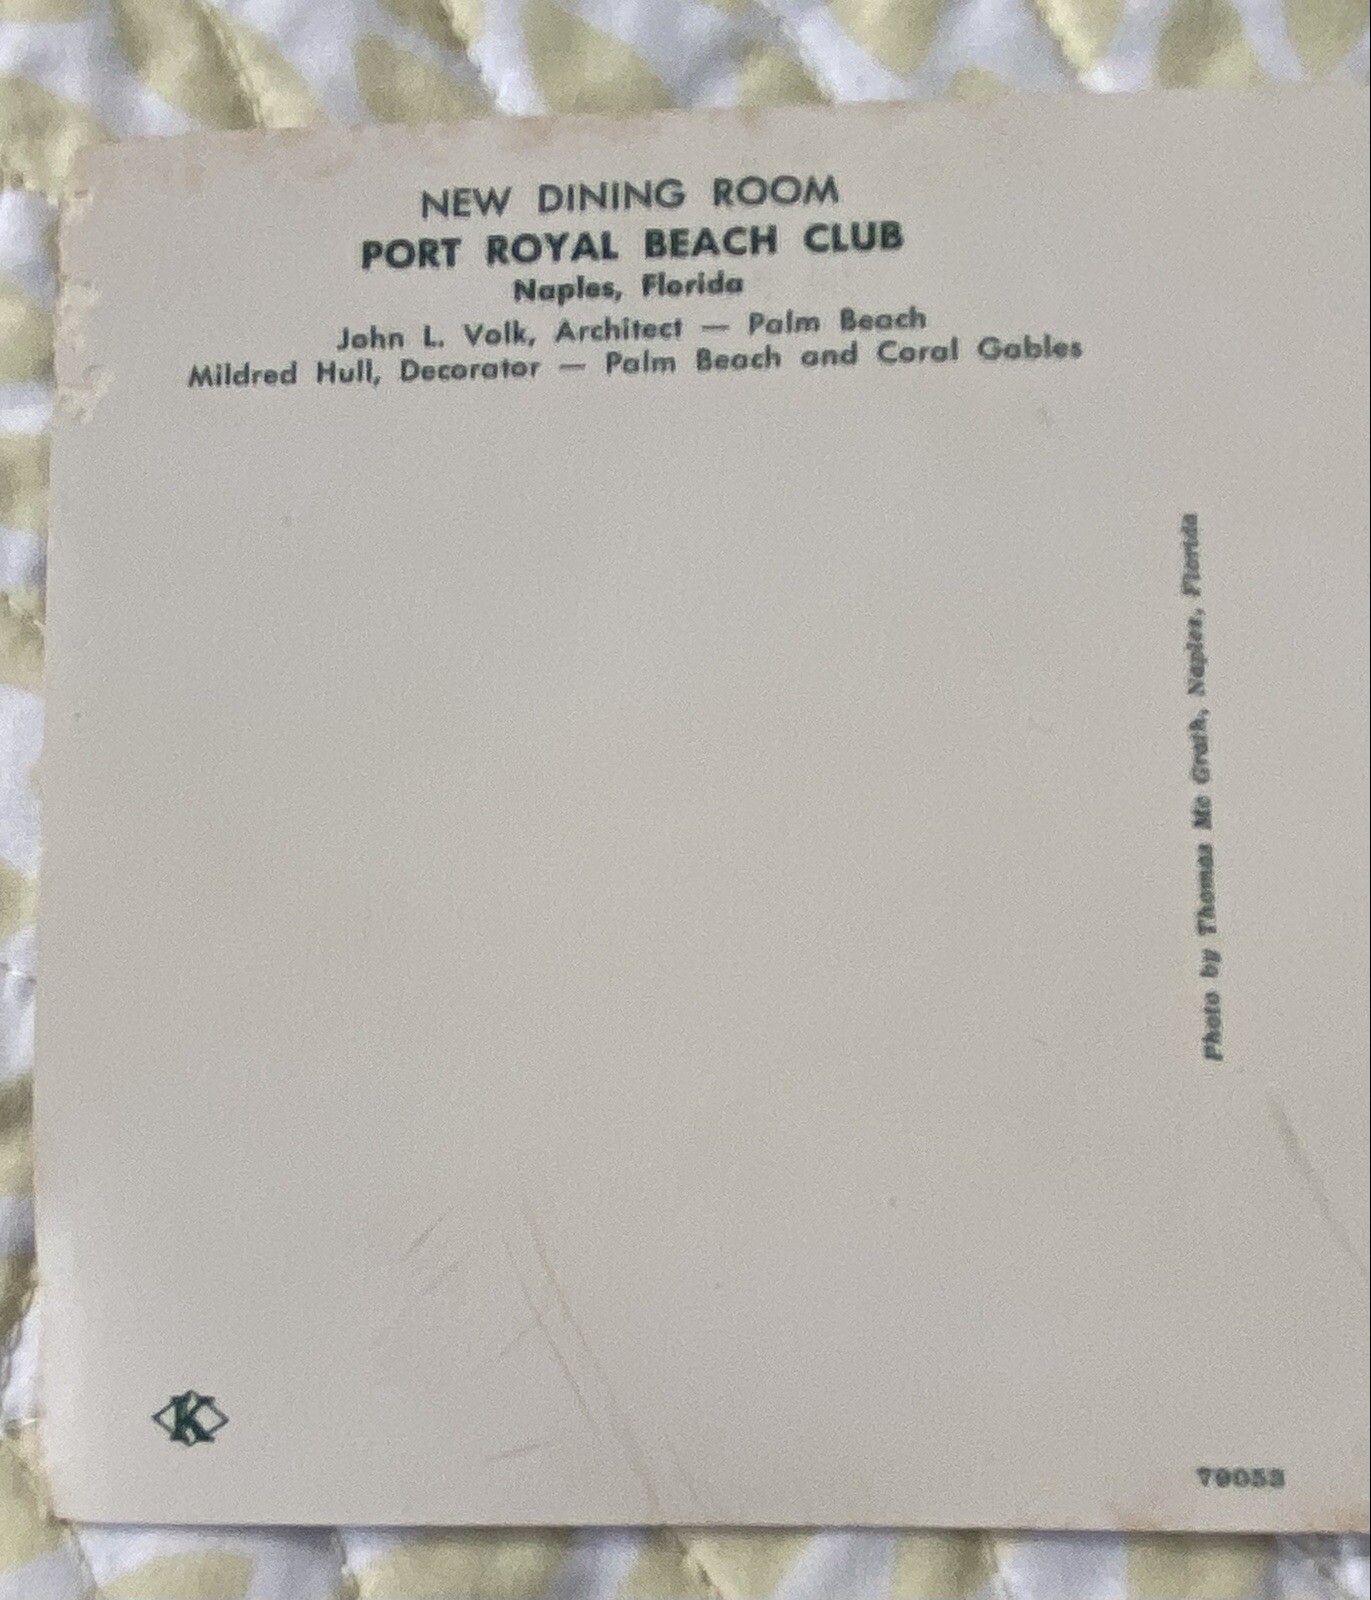 NEW DINING ROOM
PORT ROYAL BEACH CLUB
Naples, Florida
John L. Volk, Architect — Palm Beach
Mildred Hull, Decorator — Palm Beach and Coral Gables
Photo by Thomas Mc Grath, Naples, Florida
K
79053